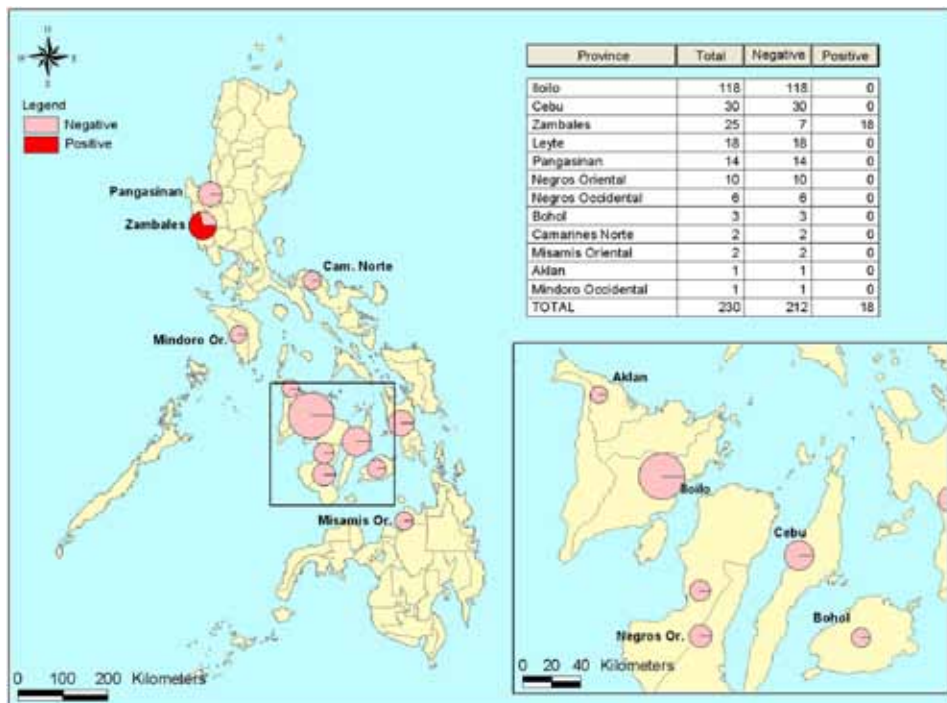 N
W E
S
Legend
Negative
Positive
Pangasinan
Zambales
Cam. Norte
Mindoro Or.
Misamis Or.
0 100 200 Kilometers
Province Total Negative Positive
Iloilo 118 118 0
Cebu 30 30 0
Zambales 25 7 18
Leyte 18 18 0
Pangasinan 14 14 0
Negros Oriental 10 10 0
Negros Occidental 6 6 0
Bohol 3 3 0
Camarines Norte 2 2 0
Misamis Oriental 2 2 0
Aklan 1 1 0
Mindoro Occidental 1 1 0
TOTAL 230 212 18
Aklan
Iloilo
Cebu
Negros Or.
Bohol
0 20 40 Kilometers